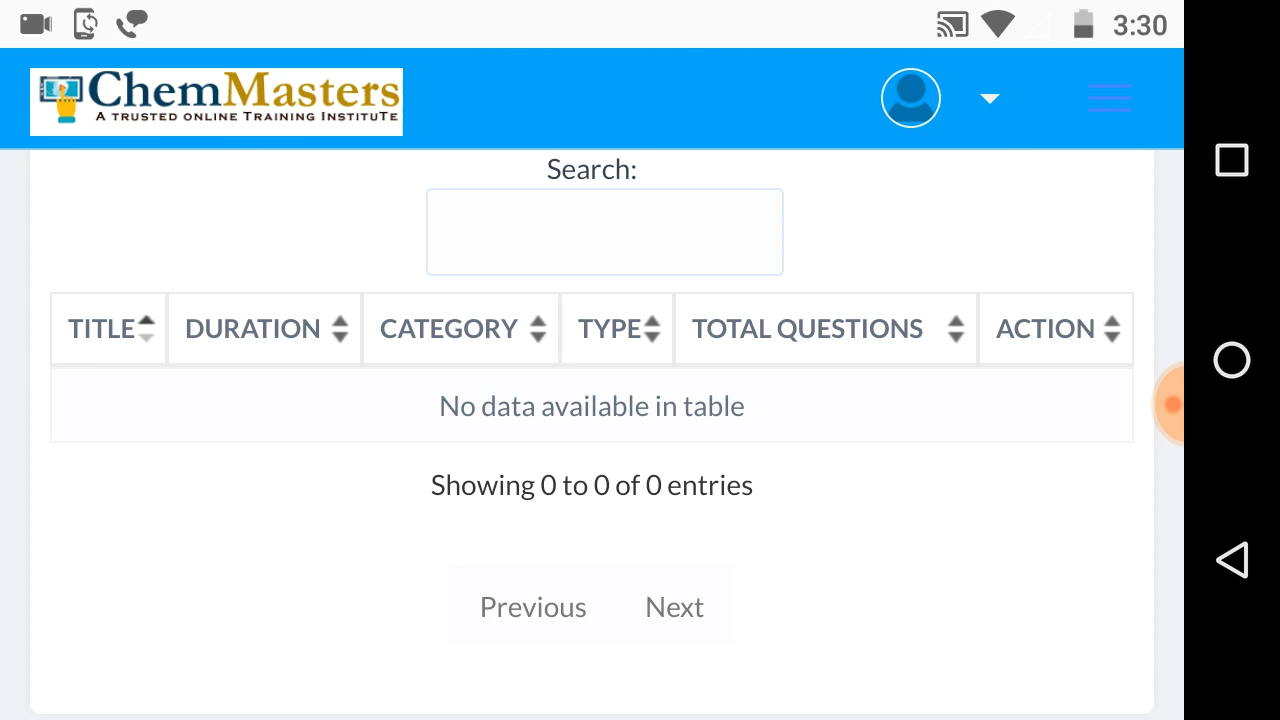 3:30
ChemMasters
A TRUSTED ONLINE TRAINING INSTITUTE
Search:
TITLE DURATION CATEGORY TYPE TOTAL QUESTIONS ACTION
No data available in table
Showing 0 to 0 of 0 entries
Previous Next